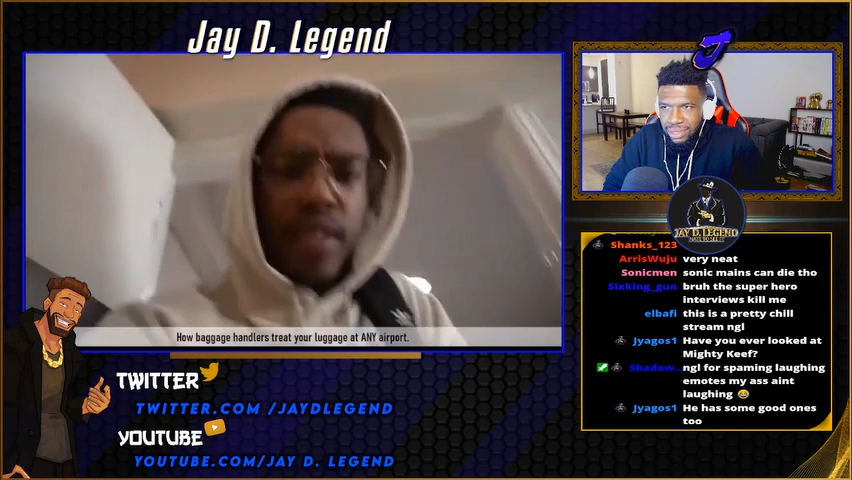 Jay D. Legend
J
How baggage handlers treat your luggage at ANY airport.
TWITTER
TWITTER.COM /JAYDLEGEND
YOUTUBE
YOUTUBE.COM/JAY D. LEGEND
JAY D. LEGEND
Shanks_123
ArrisWuju very neat
Sonicmen sonic mains can die tho
Sixking_gun bruh the super hero
interviews kill me
elbafi this is a pretty chill
stream ngl
Jyagos1 Have you ever looked at
Mighty Keef?
Shadow... ngl for spaming laughing
emotes my ass aint
laughing 😂
Jyagos1 He has some good ones
too